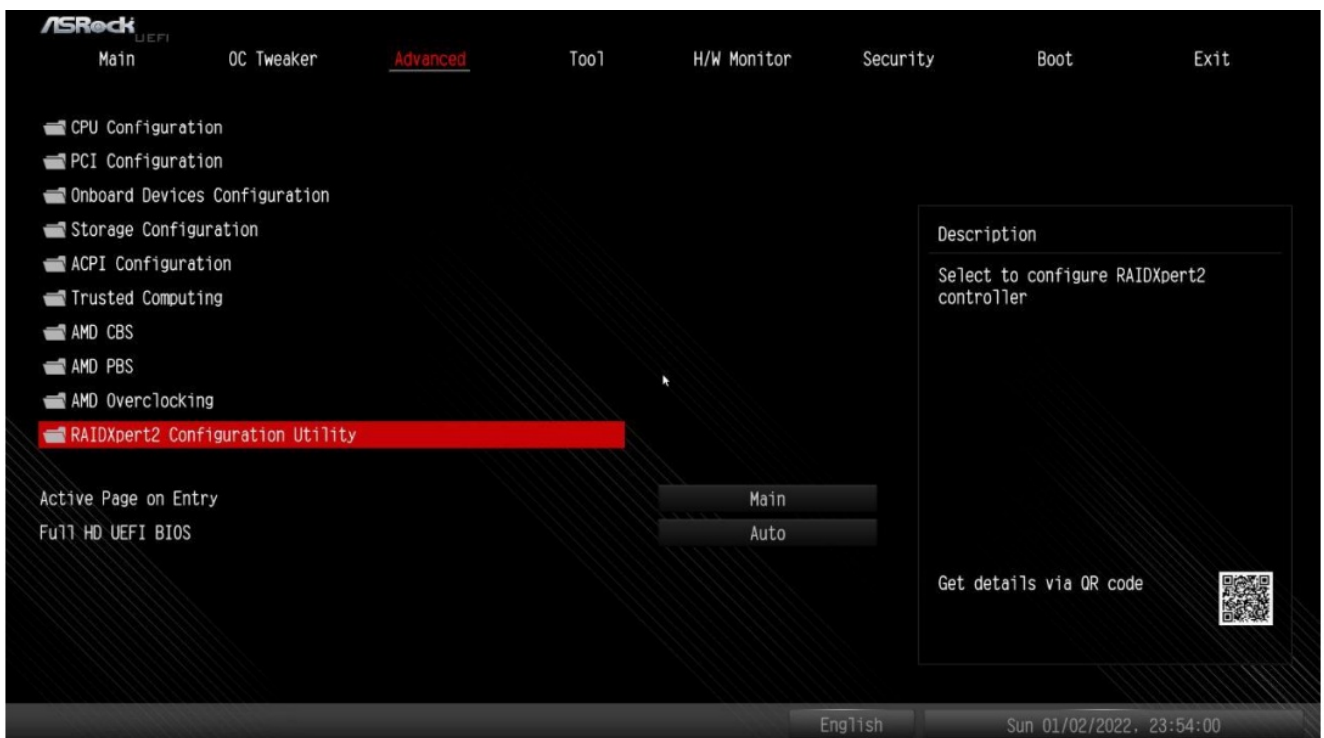 ASRock
UEFI
Main OC Tweaker Advanced Tool H/W Monitor Security Boot Exit
CPU Configuration
PCI Configuration
Onboard Devices Configuration
Storage Configuration
ACPI Configuration
Trusted Computing
AMD CBS
AMD PBS
AMD Overclocking
RAIDXpert2 Configuration Utility
Active Page on Entry Main
Full HD UEFI BIOS Auto
Description
Select to configure RAIDXpert2
controller
Get details via QR code
English Sun 01/02/2022, 23:54:00